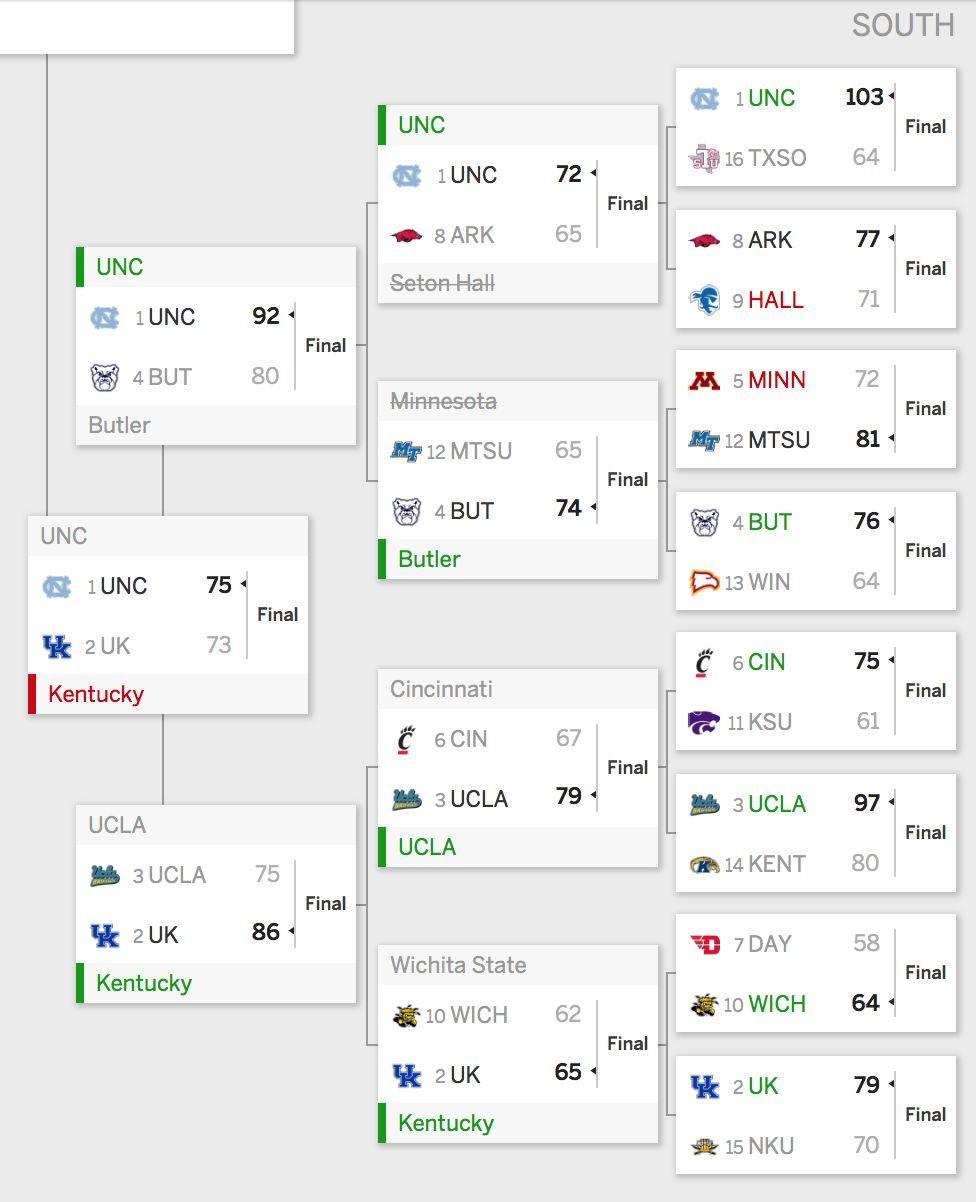 SOUTH
1 UNC 103
Final
16 TXSO 64
8 ARK 77
Final
9 HALL 71
5 MINN 72
Final
12 MTSU 81
4 BUT 76
Final
13 WIN 64
6 CIN 75
Final
11 KSU 61
3 UCLA 97
Final
14 KENT 80
7 DAY 58
Final
10 WICH 64
2 UK 79
Final
15 NKU 70
UNC
1 UNC 72
Final
8 ARK 65
Seton Hall
Minnesota
12 MTSU 65
Final
4 BUT 74
Butler
Cincinnati
6 CIN 67
Final
3 UCLA 79
UCLA
Wichita State
10 WICH 62
Final
2 UK 65
Kentucky
UNC
1 UNC 92
Final
4 BUT 80
Butler
UCLA
3 UCLA 75
Final
2 UK 86
Kentucky
UNC
1 UNC 75
Final
2 UK 73
Kentucky